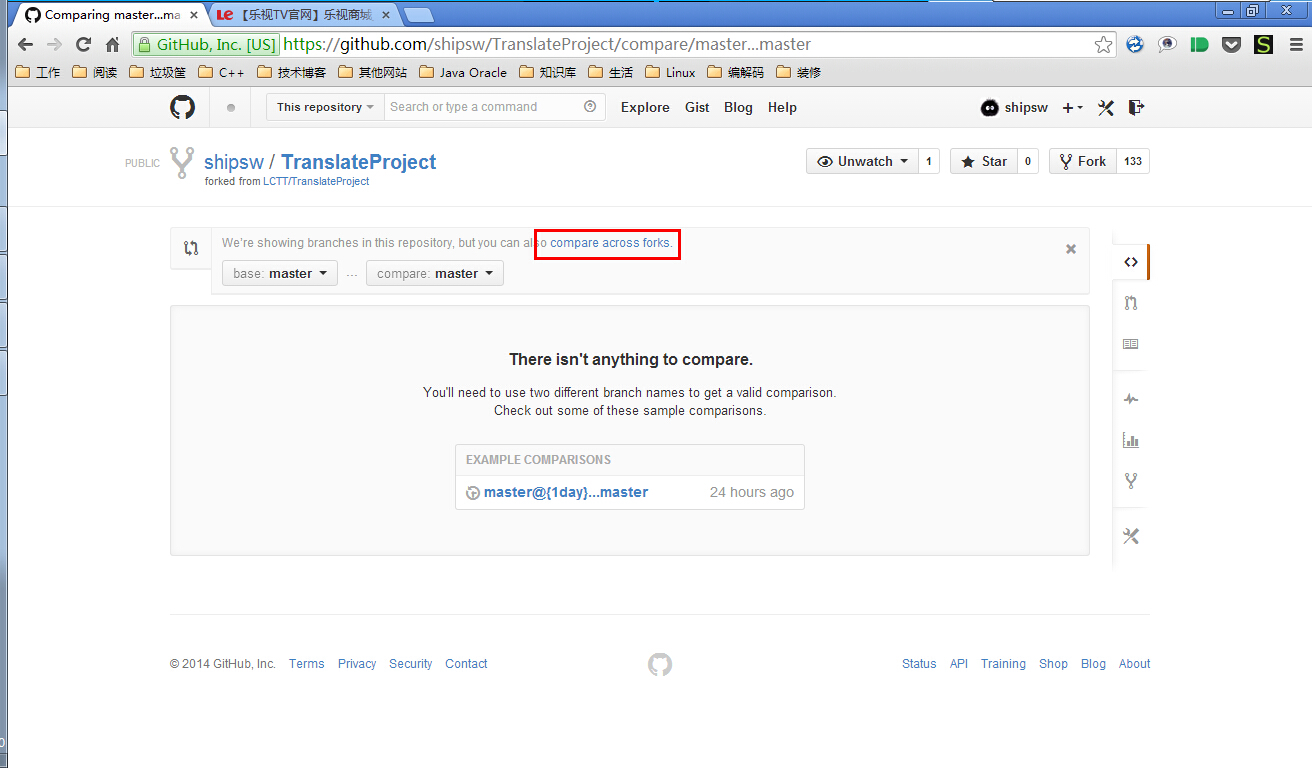 Comparing master...ma
LE 【乐视TV官网】乐视商城
GitHub, Inc. [US] https://github.com/shipsw/TranslateProject/compare/master...master
工作 阅读 垃圾筐 C++ 技术博客 其他网站 Java Oracle 知识库 生活 Linux 编解码 装修
This repository Search or type a command Explore Gist Blog Help shipsw
PUBLIC shipsw / TranslateProject Unwatch 1 Star 0 Fork 133
forked from LCTT/TranslateProject
We're showing branches in this repository, but you can also compare across forks.
base: master ... compare: master
There isn't anything to compare.
You'll need to use two different branch names to get a valid comparison.
Check out some of these sample comparisons.
EXAMPLE COMPARISONS
master@{1day}...master 24 hours ago
© 2014 GitHub, Inc. Terms Privacy Security Contact Status API Training Shop Blog About